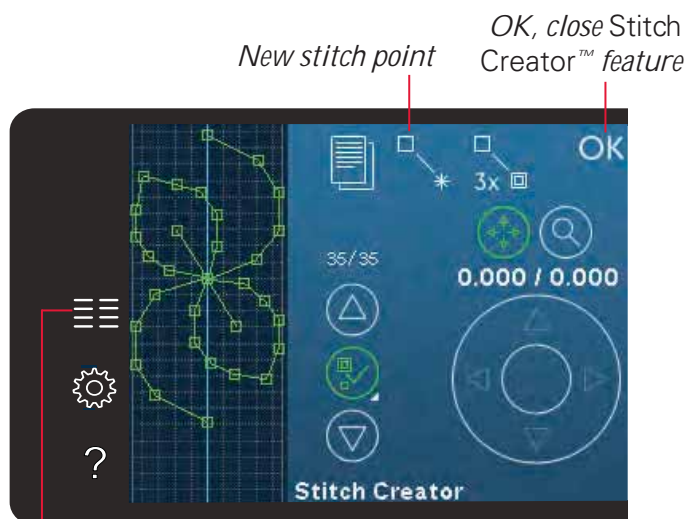 OK, close Stitch
New stitch point
Creator™ feature
OK
3x
35/35
0.000 / 0.000
?
Stitch Creator